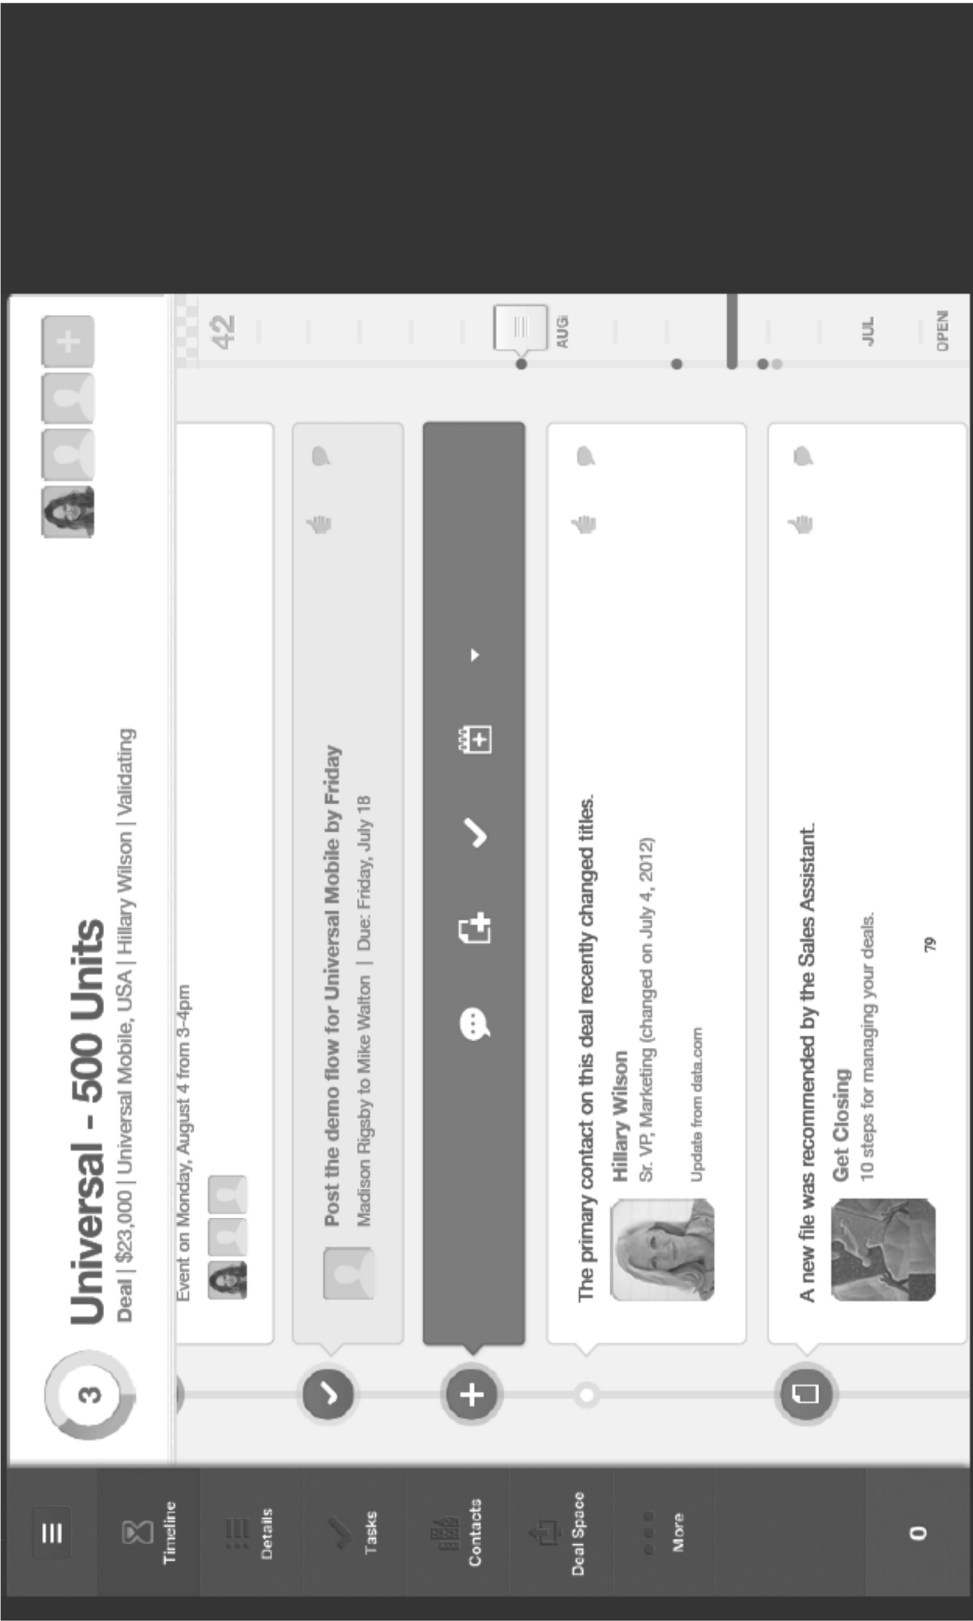 3
Universal - 500 Units
Deal | $23,000 | Universal Mobile, USA | Hillary Wilson | Validating
Timeline
Details
Tasks
Contacts
Deal Space
More
0
Event on Monday, August 4 from 3-4pm
Post the demo flow for Universal Mobile by Friday
Madison Rigsby to Mike Walton | Due: Friday, July 18
The primary contact on this deal recently changed titles.
Hillary Wilson
Sr. VP, Marketing (changed on July 4, 2012)
Update from data.com
A new file was recommended by the Sales Assistant.
Get Closing
10 steps for managing your deals.
79
42
AUG
JUL
OPEN